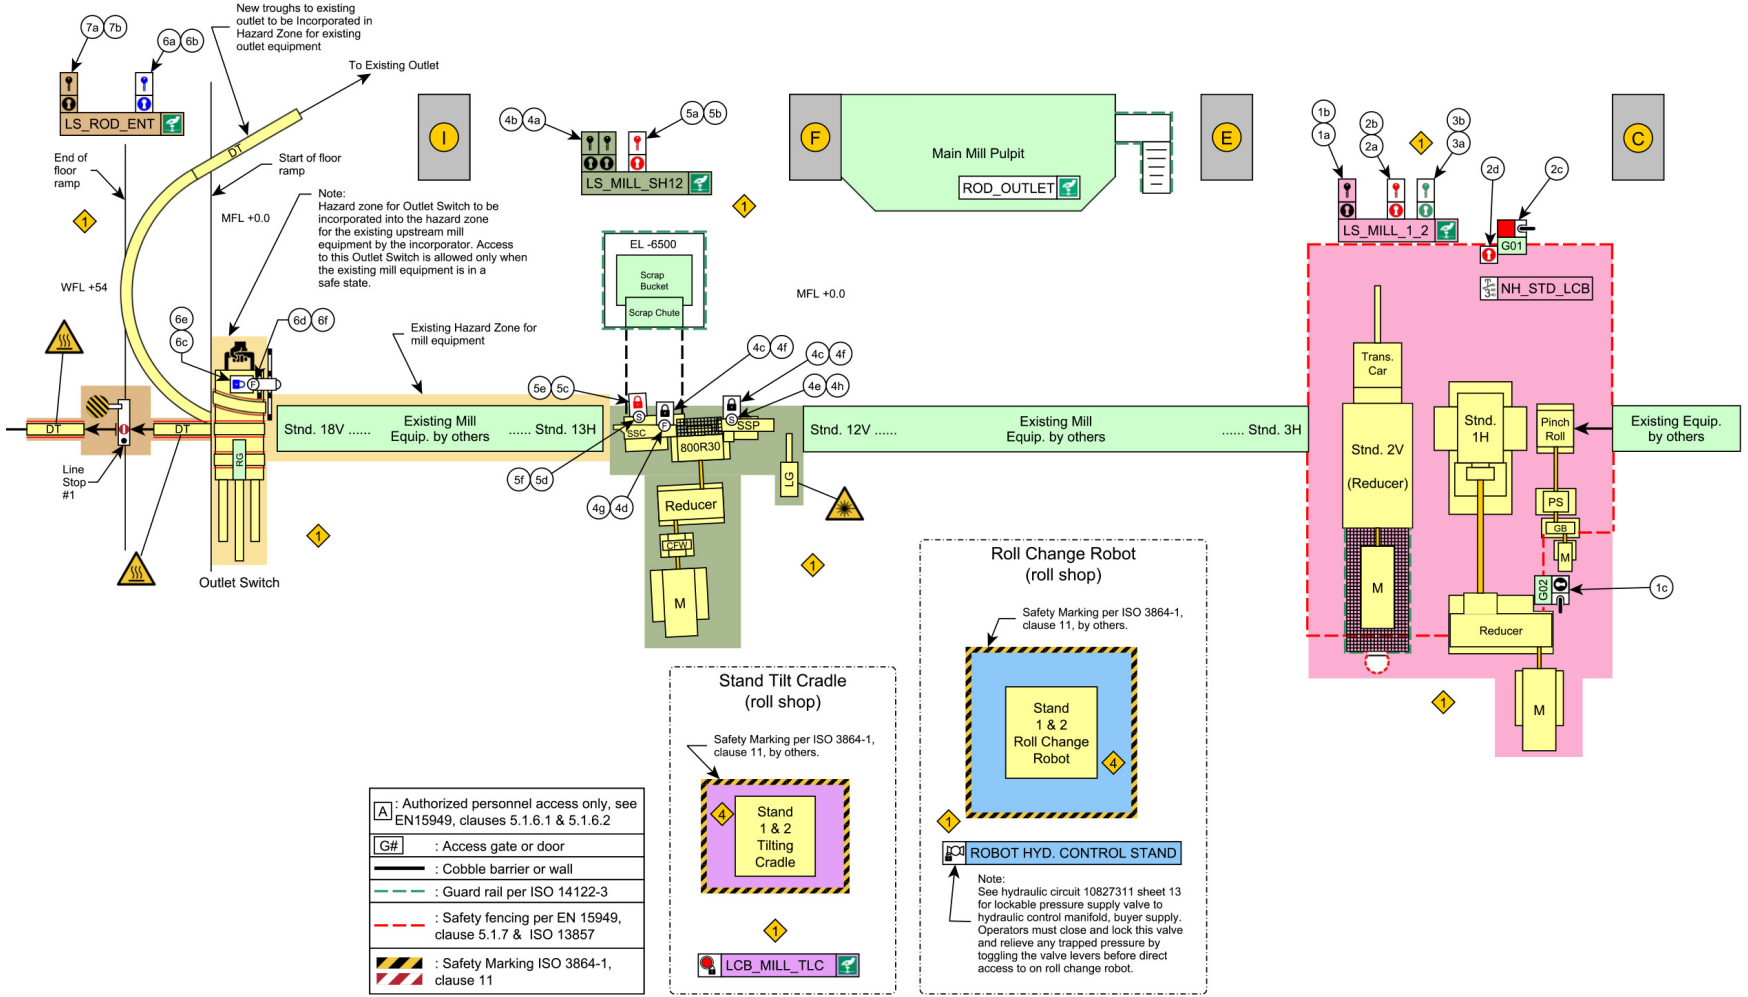 7a 7b
6a 6b
LS_ROD_ENT
New troughs to existing
outlet to be Incorporated in
Hazard Zone for existing
outlet equipment
To Existing Outlet
DT
End of
floor
ramp
Start of floor
ramp
MFL +0.0
WFL +54
Note:
Hazard zone for Outlet Switch to be
incorporated into the hazard zone
for the existing upstream mill
equipment by the incorporator. Access
to this Outlet Switch is allowed only when
the existing mill equipment is in a
safe state.
I
4b 4a
5a 5b
LS_MILL_SH12
1
1
F
Main Mill Pulpit
ROD_OUTLET
E
C
1b
1a
2b
2a
3b
3a
1
LS_MILL_1_2
2d
2c
G01
3
NH_STD_LCB
EL -6500
Scrap
Bucket
Scrap Chute
MFL +0.0
6e
6c
6d 6f
F
Existing Hazard Zone for
mill equipment
4c 4f
4c 4f
4e 4h
5e 5c
S
F
S
SSC
SSP
800R30
5f 5d
4g 4d
DT
DT
Line
Stop
#1
RG
Outlet Switch
1
Stnd. 18V ......
Existing Mill
Equip. by others
...... Stnd. 13H
Stnd. 12V ......
Existing Mill
Equip. by others
...... Stnd. 3H
LG
Reducer
CFW
M
1
Trans.
Car
Stnd. 2V
(Reducer)
M
Stnd.
1H
Pinch
Roll
PS
GB
M
G02
1c
Reducer
M
1
Existing Equip.
by others
Stand Tilt Cradle
(roll shop)
Safety Marking per ISO 3864-1,
clause 11, by others.
4
Stand
1 & 2
Tilting
Cradle
1
LCB_MILL_TLC
Roll Change Robot
(roll shop)
Safety Marking per ISO 3864-1,
clause 11, by others.
Stand
1 & 2
Roll Change
Robot
4
1
ROBOT HYD. CONTROL STAND
Note:
See hydraulic circuit 10827311 sheet 13
for lockable pressure supply valve to
hydraulic control manifold, buyer supply.
Operators must close and lock this valve
and relieve any trapped pressure by
toggling the valve levers before direct
access to on roll change robot.
A : Authorized personnel access only, see
EN15949, clauses 5.1.6.1 & 5.1.6.2
G# : Access gate or door
: Cobble barrier or wall
: Guard rail per ISO 14122-3
: Safety fencing per EN 15949,
clause 5.1.7 & ISO 13857
: Safety Marking ISO 3864-1,
clause 11